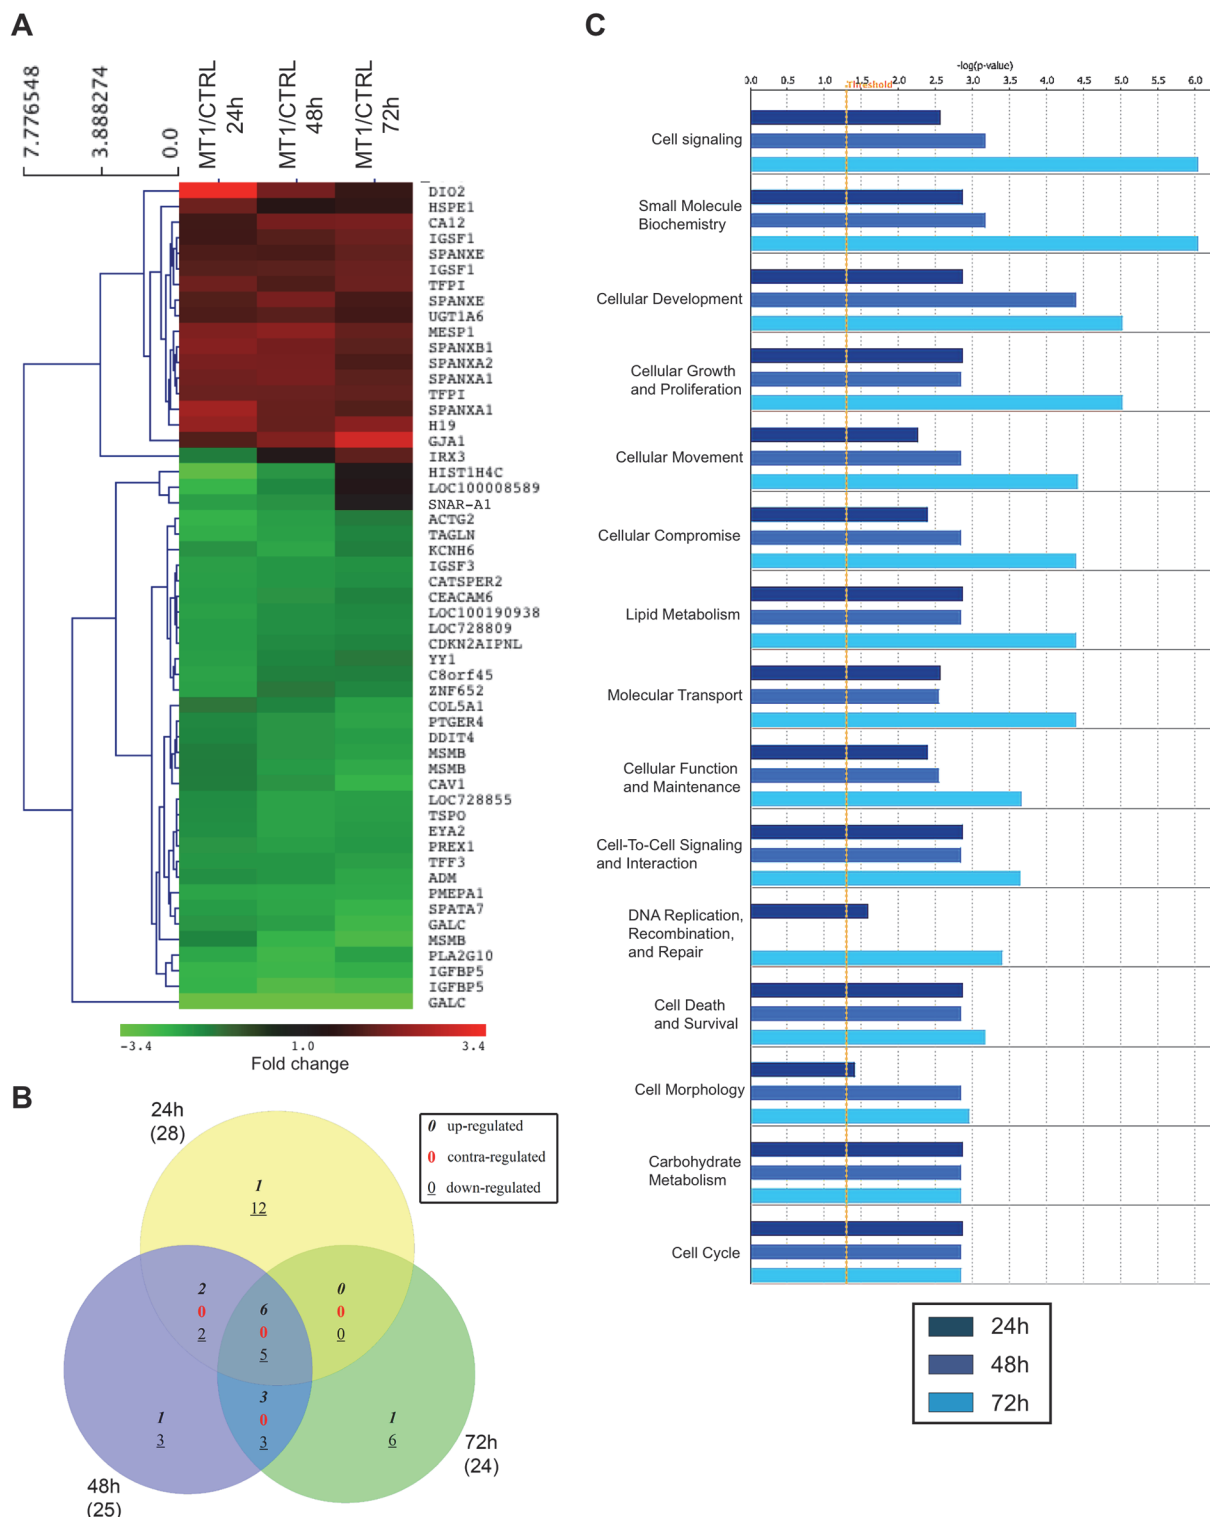 A
7.776548
3.888274
0.0
MT1/CTRL
24h
MT1/CTRL
48h
MT1/CTRL
72h
DIO2
HSPE1
CA12
IGSF1
SPANXE
IGSF1
TFPI
SPANXE
UGT1A6
MESP1
SPANXB1
SPANXA2
SPANXA1
TFPI
SPANXA1
H19
GJA1
IRX3
HIST1H4C
LOC100008589
SNAR-A1
ACTG2
TAGLN
KCNH6
IGSF3
CATSPER2
CEACAM6
LOC100190938
LOC728809
CDKN2AIPNL
YY1
C8orf45
ZNF652
COL5A1
PTGER4
DDIT4
MSMB
MSMB
CAV1
LOC728855
TSPO
EYA2
PREX1
TFF3
ADM
PMEPA1
SPATA7
GALC
MSMB
PLA2G10
IGFBP5
IGFBP5
GALC
-3.4 1.0 3.4
Fold change
B
24h
(28)
0 up-regulated
0 contra-regulated
0 down-regulated
1
12
2
0
2
6
0
5
0
0
0
3
0
3
1
3
1
6
48h
(25)
72h
(24)
C
-log(p-value)
0.0 0.5 1.0 1.5 2.0 2.5 3.0 3.5 4.0 4.5 5.0 5.5 6.0
Threshold
Cell signaling
Small Molecule
Biochemistry
Cellular Development
Cellular Growth
and Proliferation
Cellular Movement
Cellular Compromise
Lipid Metabolism
Molecular Transport
Cellular Function
and Maintenance
Cell-To-Cell Signaling
and Interaction
DNA Replication,
Recombination,
and Repair
Cell Death
and Survival
Cell Morphology
Carbohydrate
Metabolism
Cell Cycle
24h
48h
72h